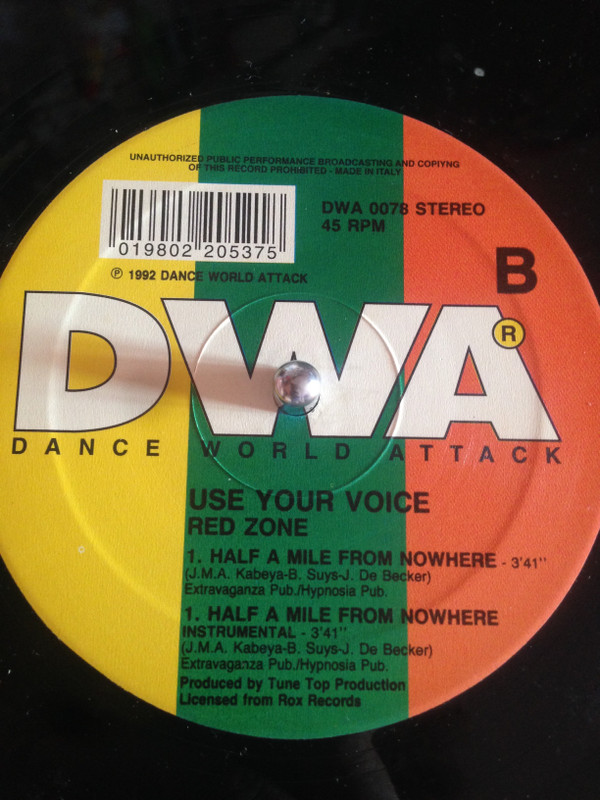 UNAUTHORIZED PUBLIC PERFORMANCE BROADCASTING AND COPIYNG
OF THIS RECORD PROHIBITED - MADE IN ITALY
019802 205375
DWA 0078 STEREO
45 RPM
B
℗ 1992 DANCE WORLD ATTACK
DWA ®
DANCE WORLD ATTACK
USE YOUR VOICE
RED ZONE
1. HALF A MILE FROM NOWHERE - 3'41''
(J.M.A. Kabeya-B. Suys-J. De Becker)
Extravaganza Pub./Hypnosia Pub.
1. HALF A MILE FROM NOWHERE
INSTRUMENTAL - 3'41''
(J.M.A. Kabeya-B. Suys-J. De Becker)
Extravaganza Pub./Hypnosia Pub.
Produced by Tune Top Production
Licensed from Rox Records